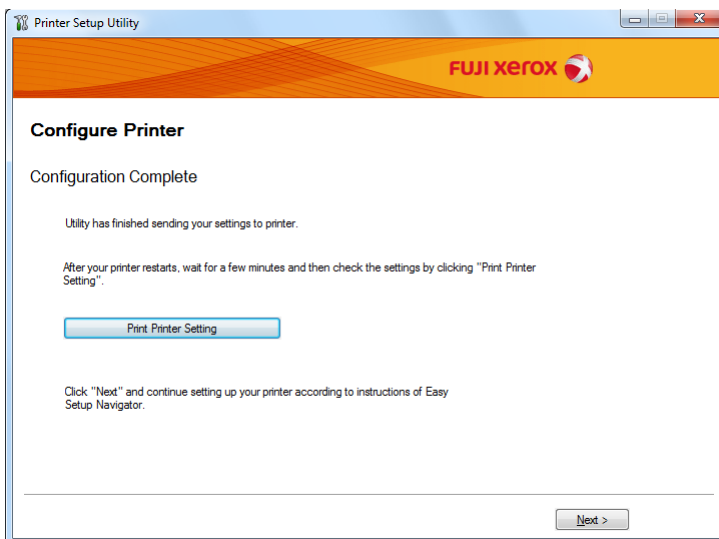 Printer Setup Utility
FUJI xerox
Configure Printer
Configuration Complete
Utility has finished sending your settings to printer.
After your printer restarts, wait for a few minutes and then check the settings by clicking "Print Printer
Setting".
Print Printer Setting
Click "Next" and continue setting up your printer according to instructions of Easy
Setup Navigator.
Next >